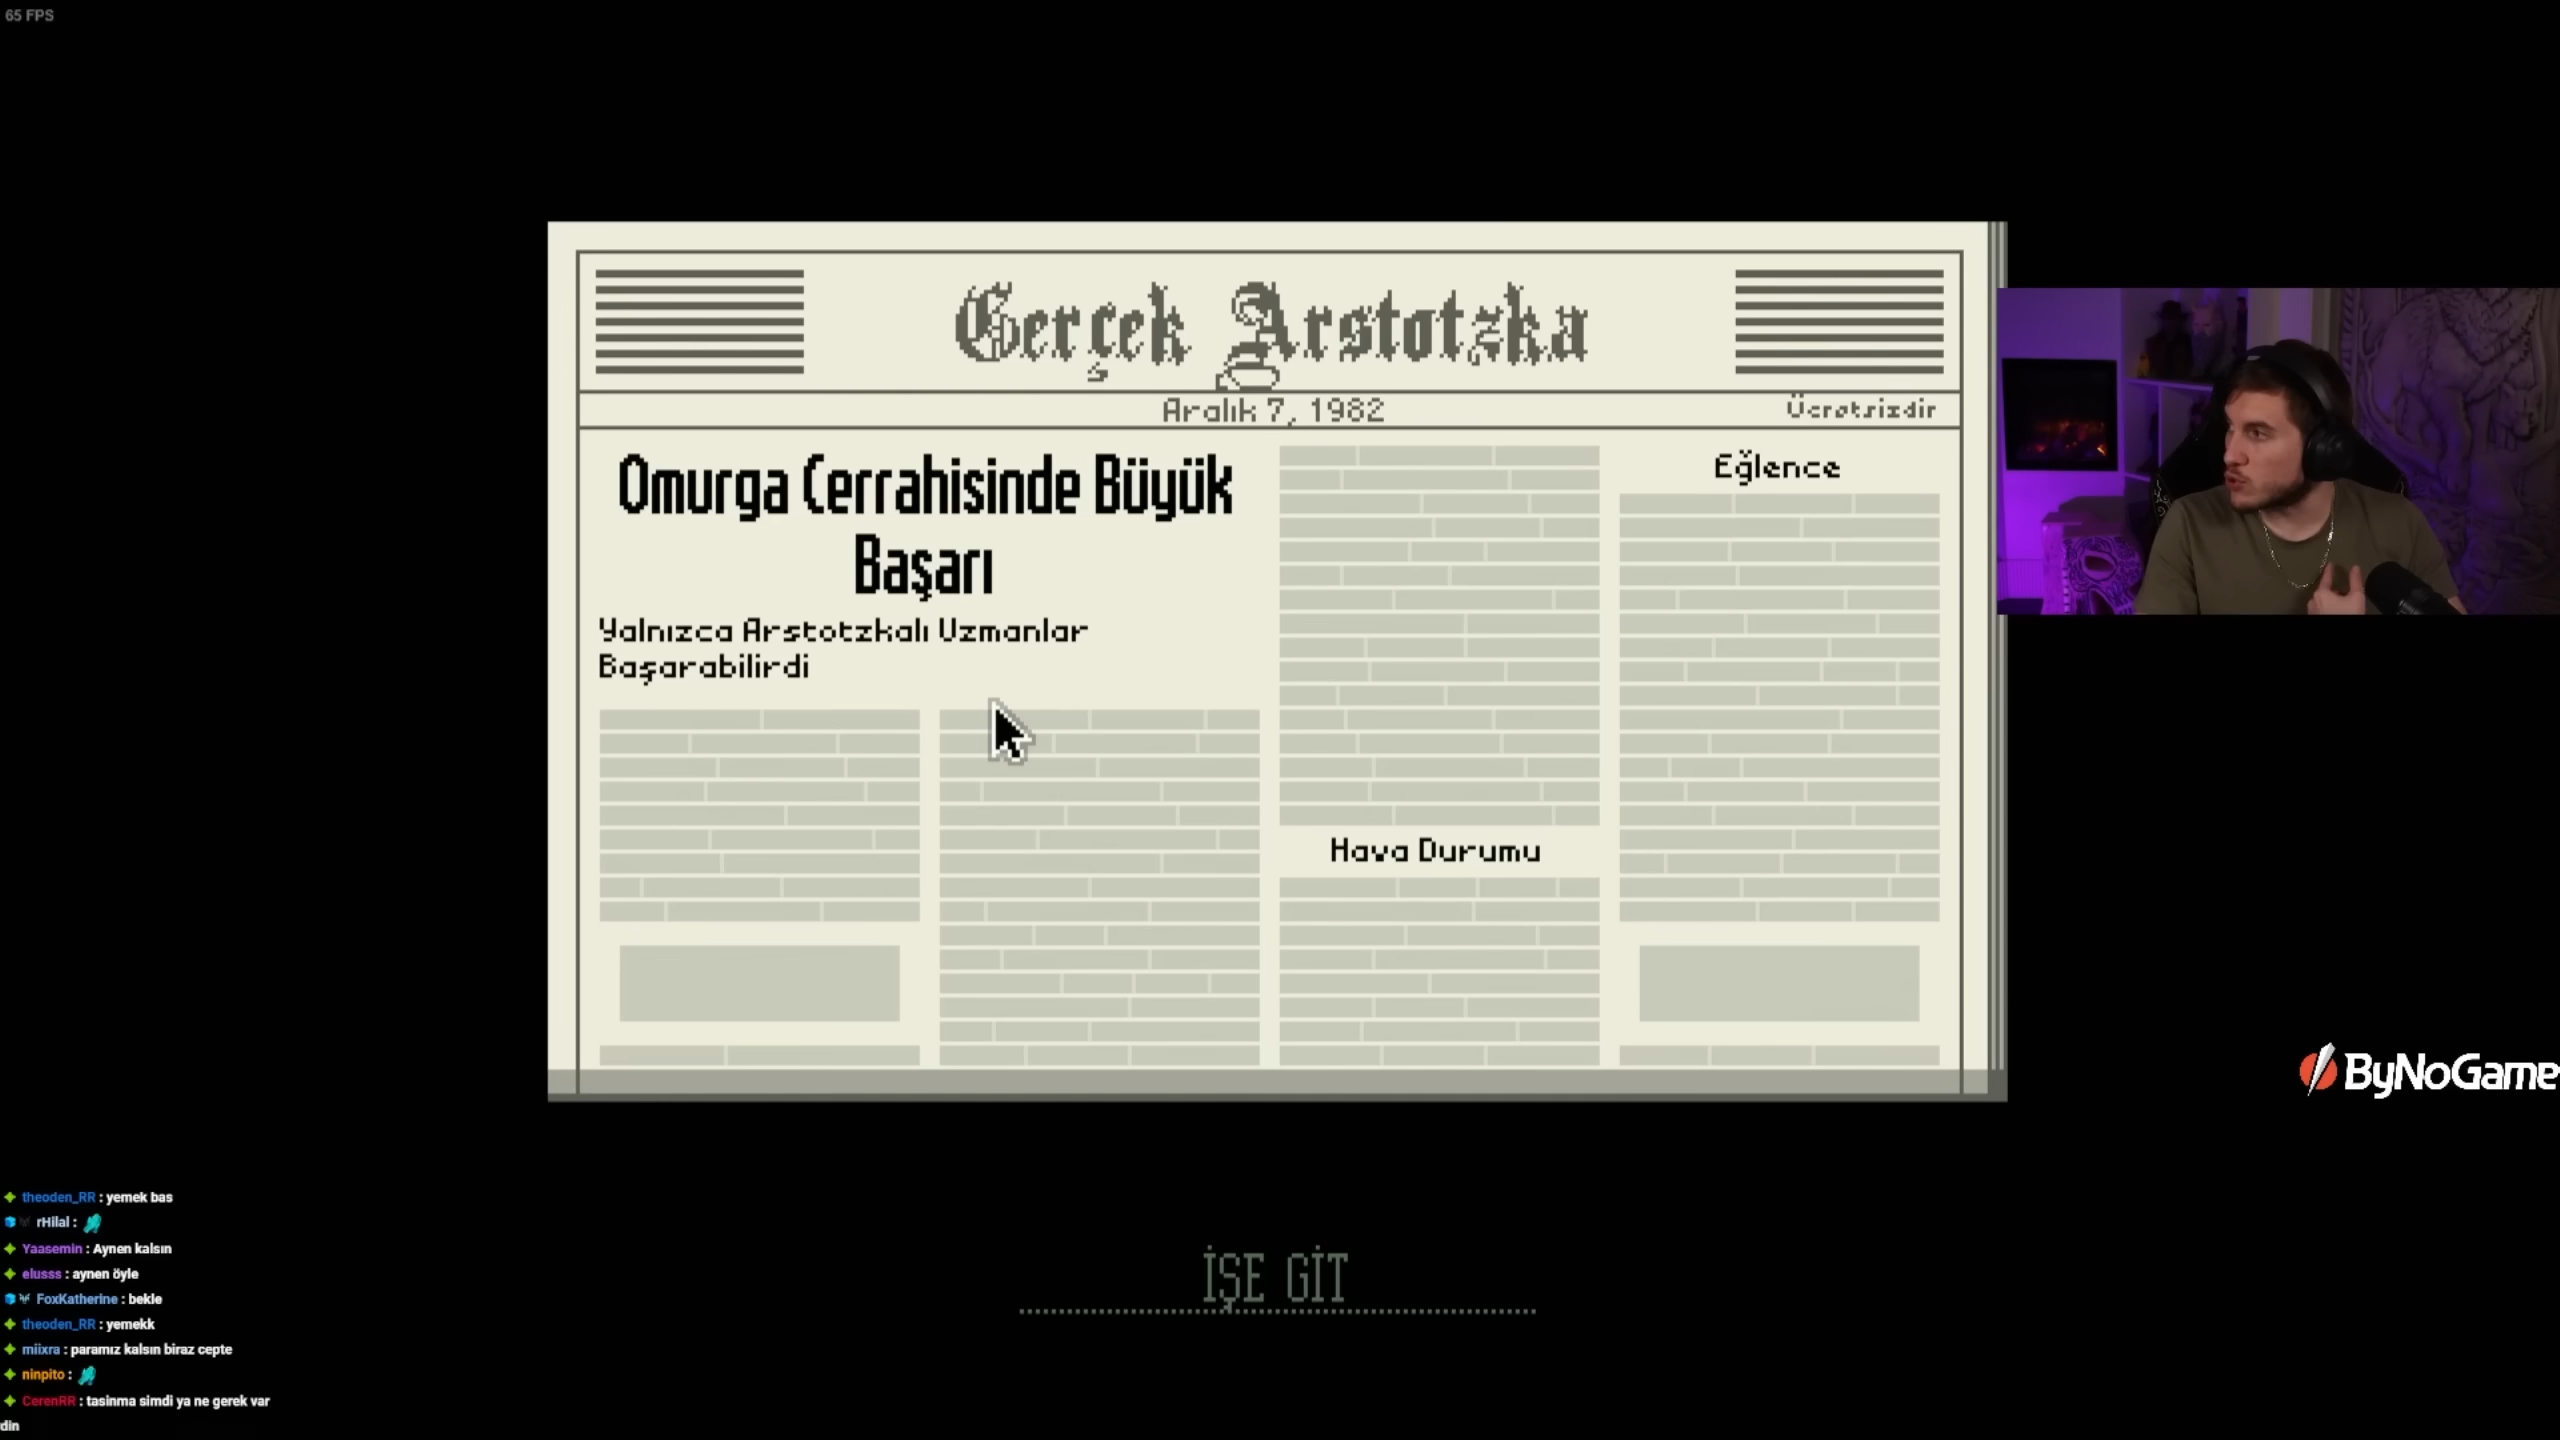 65 FPS
Gerçek Arstotzka
Aralık 7, 1982
Ücretsizdir
Omurga Cerrahisinde Büyük
Başarı
Yalnızca Arstotzkalı Uzmanlar
Başarabilirdi
Hava Durumu
Eğlence
ByNoGame
İŞE GİT
theoden_RR : yemek bas
rHilal :
Yaasemin : Aynen kalsın
elusss : aynen öyle
FoxKatherine : bekle
theoden_RR : yemekk
miixra : paramız kalsın biraz cepte
ninpito :
CerenRR : tasinma simdi ya ne gerek var
din